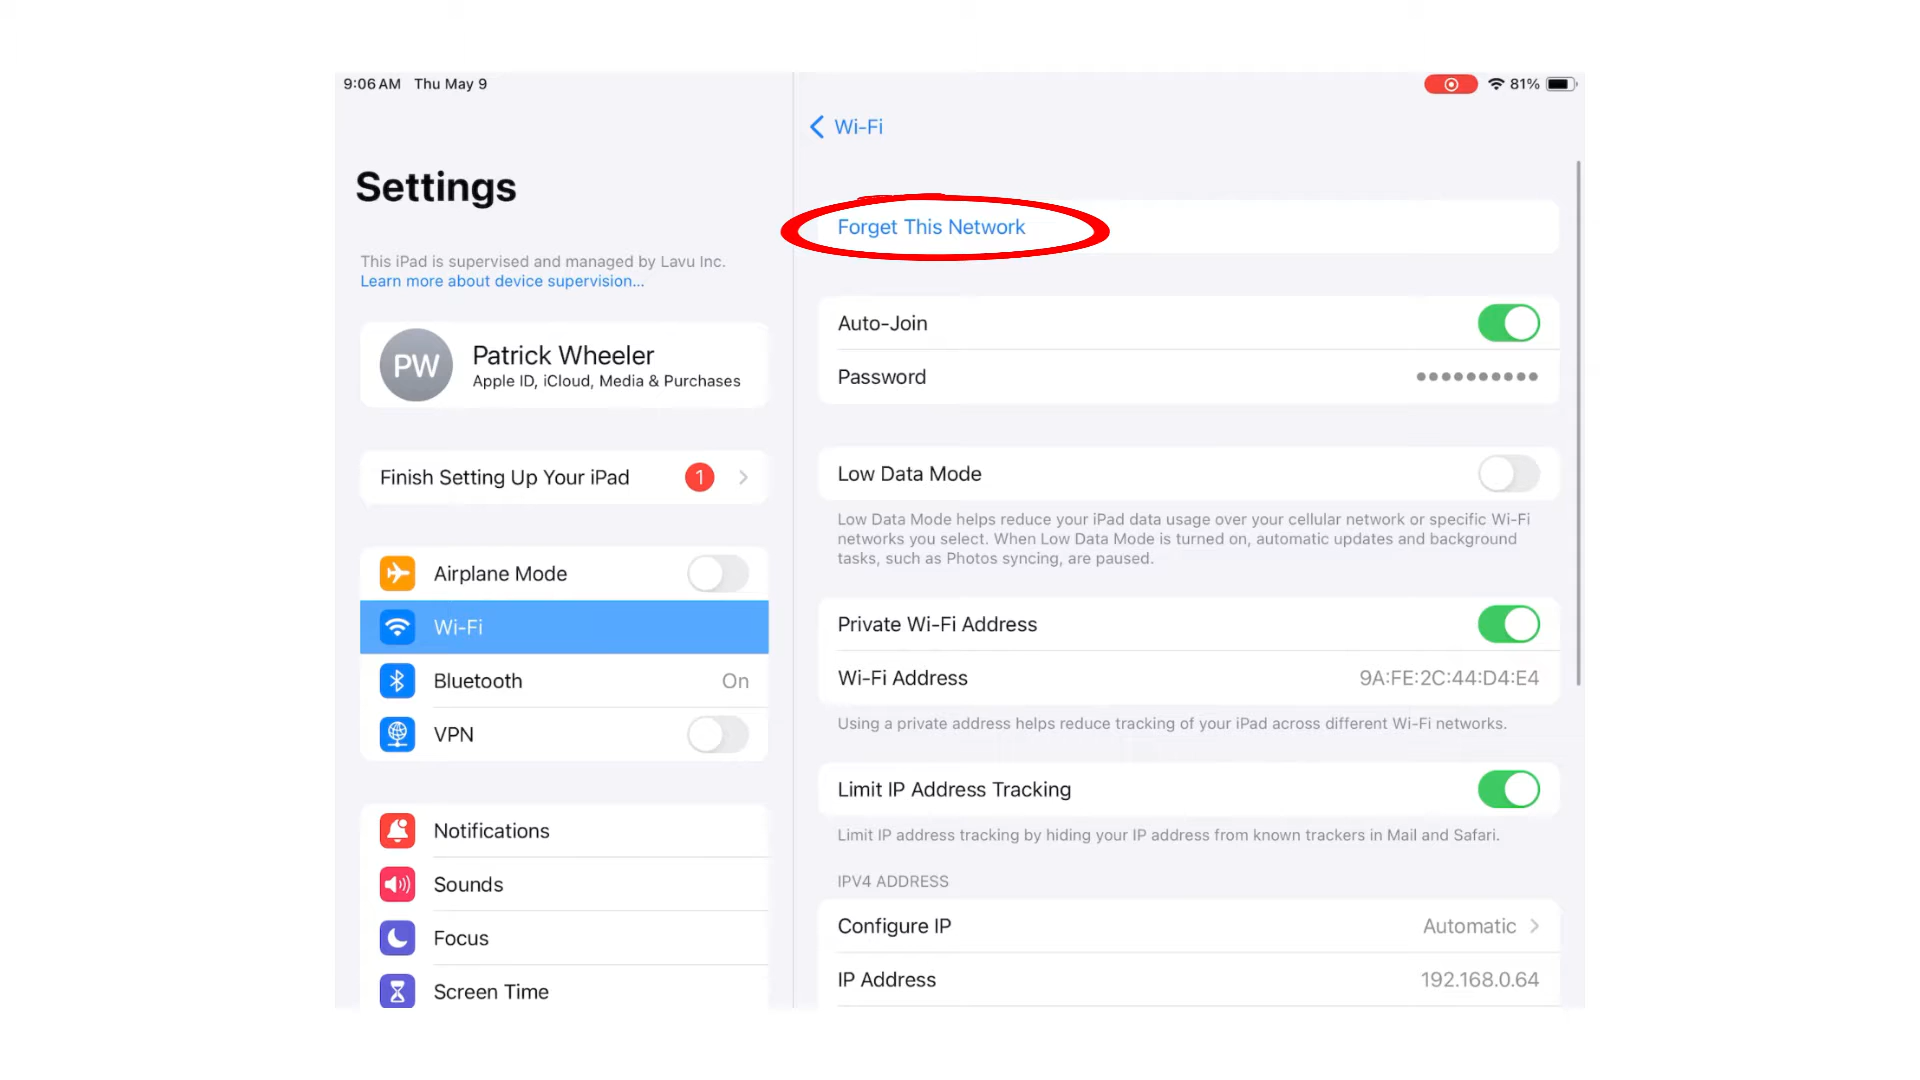 9:06 AM Thu May 9
81%
Settings
This iPad is supervised and managed by Lavu Inc.
Learn more about device supervision...
PW
Patrick Wheeler
Apple ID, iCloud, Media & Purchases
Finish Setting Up Your iPad 1
Airplane Mode
Wi-Fi
Bluetooth On
VPN
Notifications
Sounds
Focus
Screen Time
Wi-Fi
Forget This Network
Auto-Join
Password ●●●●●●●●●●
Low Data Mode
Low Data Mode helps reduce your iPad data usage over your cellular network or specific Wi-Fi
networks you select. When Low Data Mode is turned on, automatic updates and background
tasks, such as Photos syncing, are paused.
Private Wi-Fi Address
Wi-Fi Address 9A:FE:2C:44:D4:E4
Using a private address helps reduce tracking of your iPad across different Wi-Fi networks.
Limit IP Address Tracking
Limit IP address tracking by hiding your IP address from known trackers in Mail and Safari.
IPV4 ADDRESS
Configure IP Automatic
IP Address 192.168.0.64